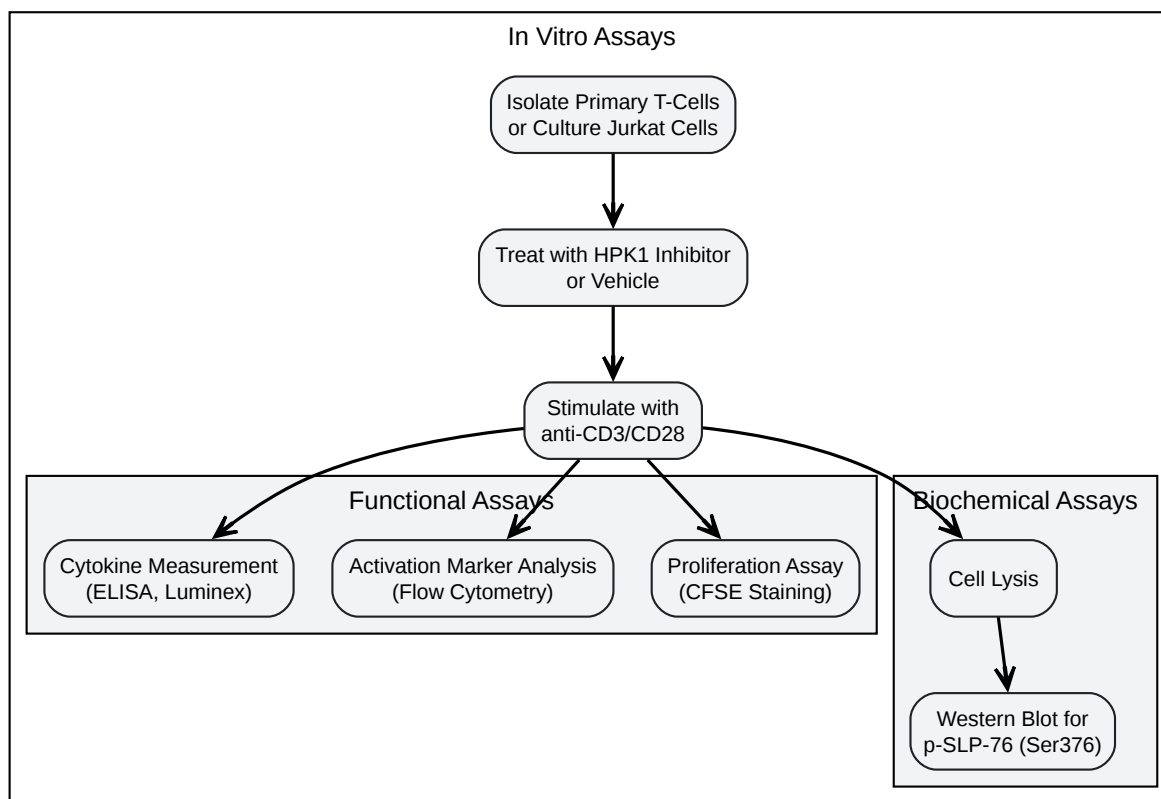 In Vitro Assays
Isolate Primary T-Cells
or Culture Jurkat Cells
Treat with HPK1 Inhibitor
or Vehicle
Stimulate with
anti-CD3/CD28
Functional Assays
Biochemical Assays
Cytokine Measurement
(ELISA, Luminex)
Activation Marker Analysis
(Flow Cytometry)
Proliferation Assay
(CFSE Staining)
Cell Lysis
Western Blot for
p-SLP-76 (Ser376)